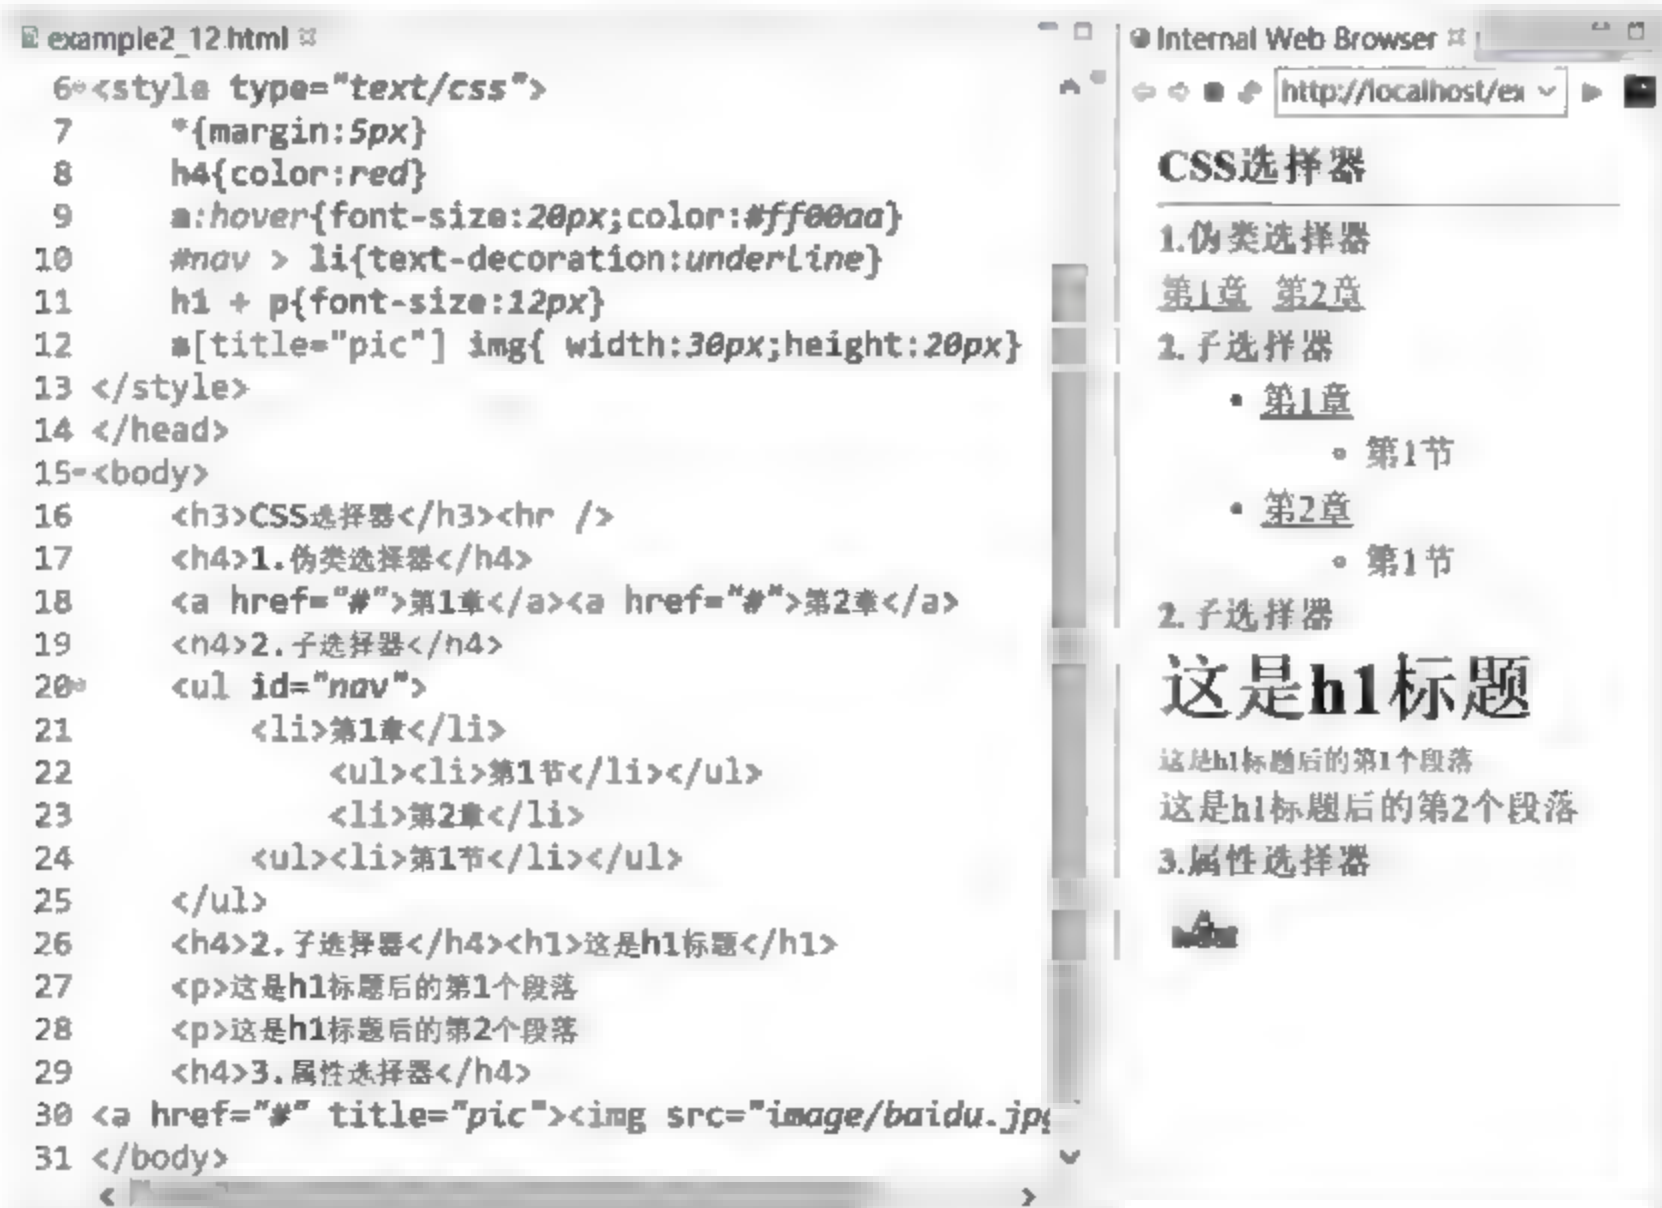 example2_12.html
6 <style type="text/css">
7 *{margin:5px}
8 h4{color:red}
9 a:hover{font-size:20px;color:#ff00aa}
10 #nav > li{text-decoration:underline}
11 h1 + p{font-size:12px}
12 a[title="pic"] img{ width:30px;height:20px}
13 </style>
14 </head>
15 <body>
16 <h3>CSS选择器</h3><hr />
17 <h4>1.伪类选择器</h4>
18 <a href="#">第1章</a><a href="#">第2章</a>
19 <h4>2.子选择器</h4>
20 <ul id="nav">
21 <li>第1章</li>
22 <ul><li>第1节</li></ul>
23 <li>第2章</li>
24 <ul><li>第1节</li></ul>
25 </ul>
26 <h4>2.子选择器</h4><h1>这是h1标题</h1>
27 <p>这是h1标题后的第1个段落
28 <p>这是h1标题后的第2个段落
29 <h4>3.属性选择器</h4>
30 <a href="#" title="pic"><img src="image/baidu.jpg
31 </body>
Internal Web Browser
http://localhost/ex
CSS选择器
1.伪类选择器
第1章 第2章
2.子选择器
• 第1章
◦ 第1节
• 第2章
◦ 第1节
2.子选择器
这是h1标题
这是h1标题后的第1个段落
这是h1标题后的第2个段落
3.属性选择器